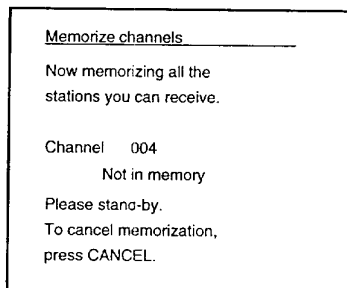 Memorize channels
Now memorizing all the
stations you can receive.
Channel 004
Not in memory
Please stand-by.
To cancel memorization,
press CANCEL.